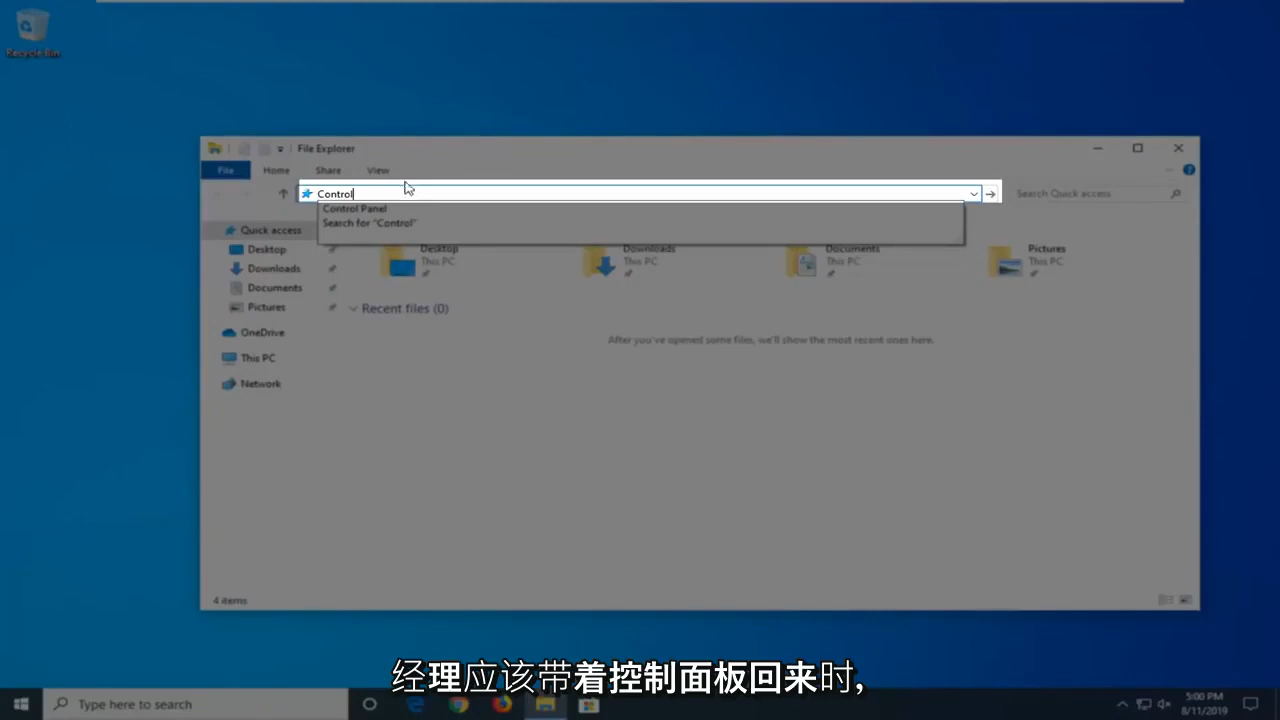 Recycle Bin
File Explorer
File Home Share View
Control
Search Quick access
Control Panel
Search for "Control"
Quick access
Desktop
Downloads
Documents
Pictures
OneDrive
This PC
Network
Desktop
This PC
Downloads
This PC
Documents
This PC
Pictures
This PC
Recent files (0)
After you've opened some files, we'll show the most recent ones here.
4 items
经理应该带着控制面板回来时,
Type here to search
5:00 PM
8/11/2019